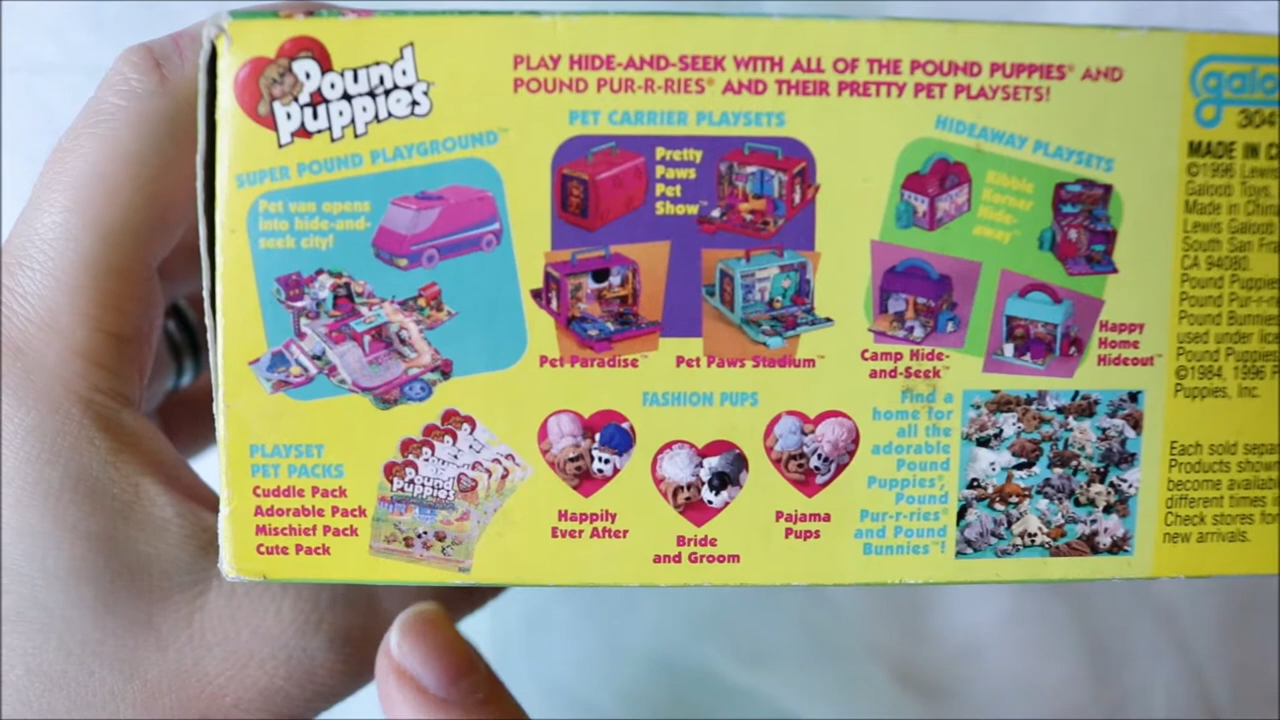 Pound
Puppies®
PLAY HIDE-AND-SEEK WITH ALL OF THE POUND PUPPIES® AND
POUND PUR-R-RIES® AND THEIR PRETTY PET PLAYSETS!
SUPER POUND PLAYGROUND™
Pet van opens
into hide-and-
seek city!
PET CARRIER PLAYSETS
Pretty
Paws
Pet
Show™
Pet Paradise™
Pet Paws Stadium™
HIDEAWAY PLAYSETS
Kibble
Korner
Hide-
away™
Camp Hide-
and-Seek™
Happy
Home
Hideout™
PLAYSET
PET PACKS
Cuddle Pack
Adorable Pack
Mischief Pack
Cute Pack
Pound
Puppies
FASHION PUPS
Happily
Ever After
Bride
and Groom
Pajama
Pups
Find a
home for
all the
adorable
Pound
Puppies®,
Pound
Pur-r-ries®
and Pound
Bunnies™!
galoo
304
MADE IN C
©1996 Lewis
Galoob Toys,
Made in China
Lewis Galoob
South San Fra
CA 94080.
Pound Puppies
Pound Pur-r-r
Pound Bunnies
used under lice
Pound Puppies
©1984, 1996 P
Puppies, Inc.
Each sold sepa
Products show
become availab
different times i
Check stores for
new arrivals.